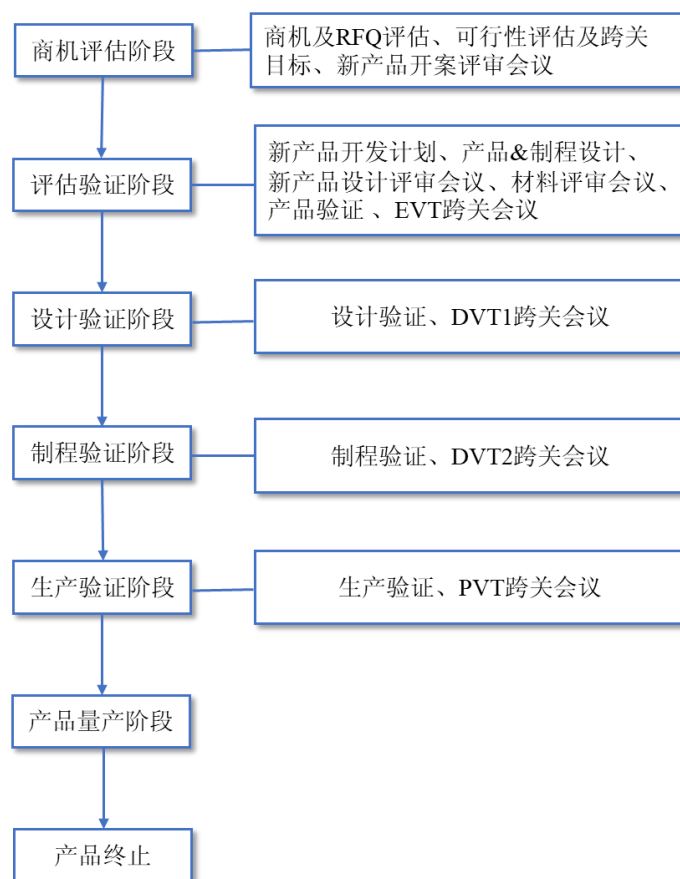 商机评估阶段
商机及RFQ评估、可行性评估及跨关
目标、新产品开案评审会议
评估验证阶段
新产品开发计划、产品&制程设计、
新产品设计评审会议、材料评审会议、
产品验证 、EVT跨关会议
设计验证阶段
设计验证、DVT1跨关会议
制程验证阶段
制程验证、DVT2跨关会议
生产验证阶段
生产验证、PVT跨关会议
产品量产阶段
产品终止